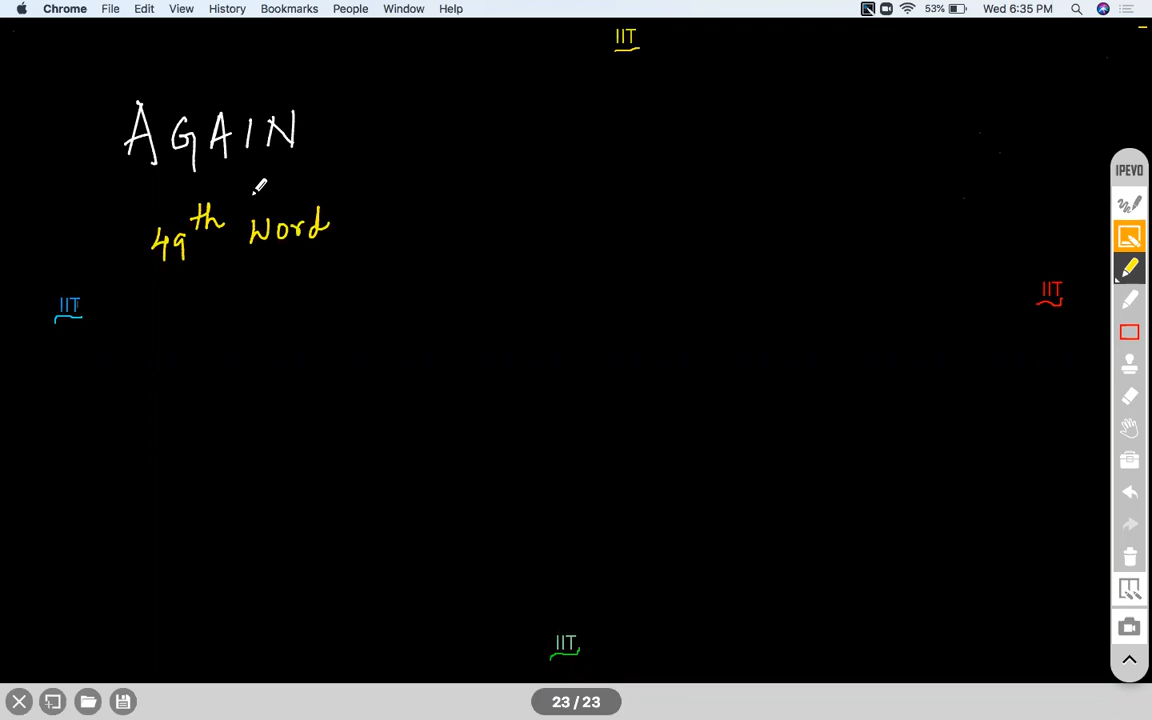 Chrome File Edit View History Bookmarks People Window Help 53% Wed 6:35 PM
IIT
AGAIN
IPEVO
49th Word
IIT
IIT
IIT
23 / 23